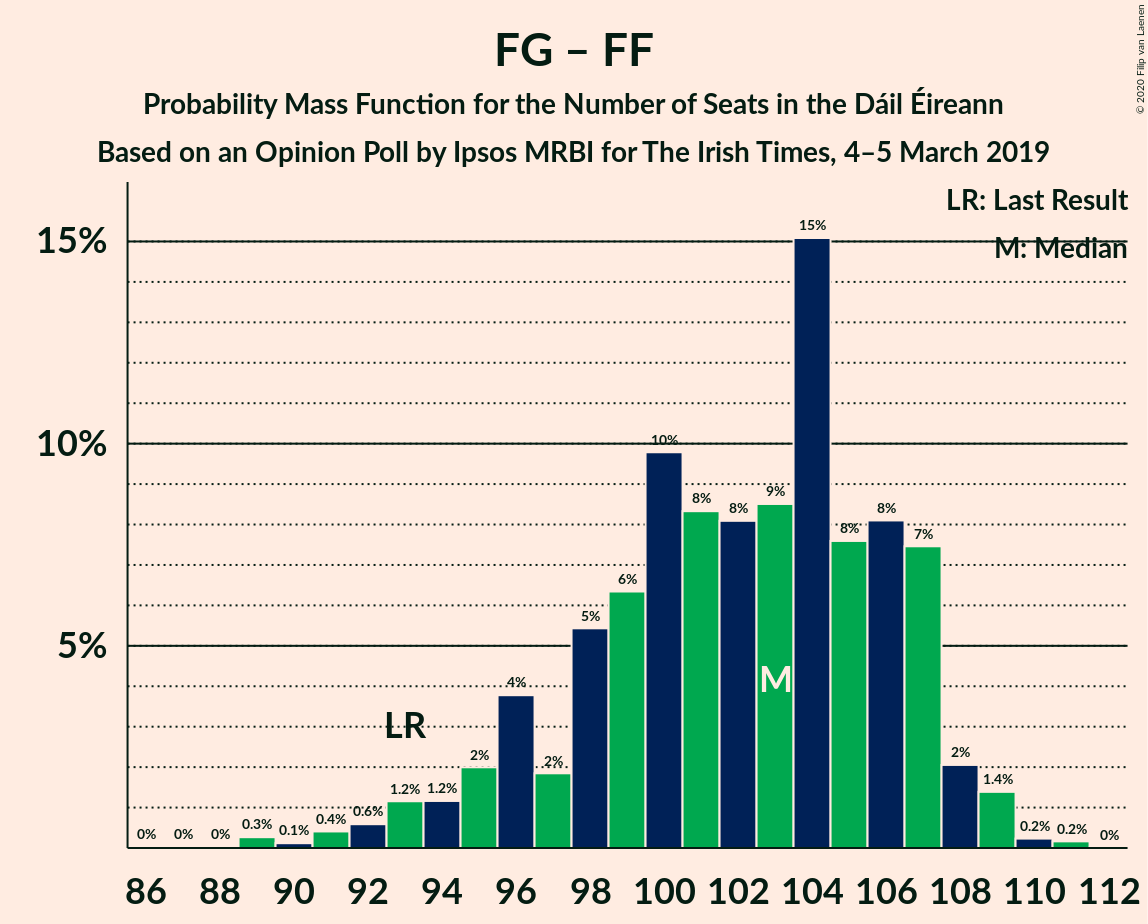 FG – FF
Probability Mass Function for the Number of Seats in the Dáil Éireann
Based on an Opinion Poll by Ipsos MRBI for The Irish Times, 4–5 March 2019
© 2020 Filip van Laenen
LR: Last Result
M: Median
15%
10%
5%
0% 0% 0% 0.3% 0.1% 0.4% 0.6% 1.2% 1.2% 2% 4% 2% 5% 6% 10% 8% 8% 9% 15% 8% 8% 7% 2% 1.4% 0.2% 0.2% 0%
LR
M
86 88 90 92 94 96 98 100 102 104 106 108 110 112